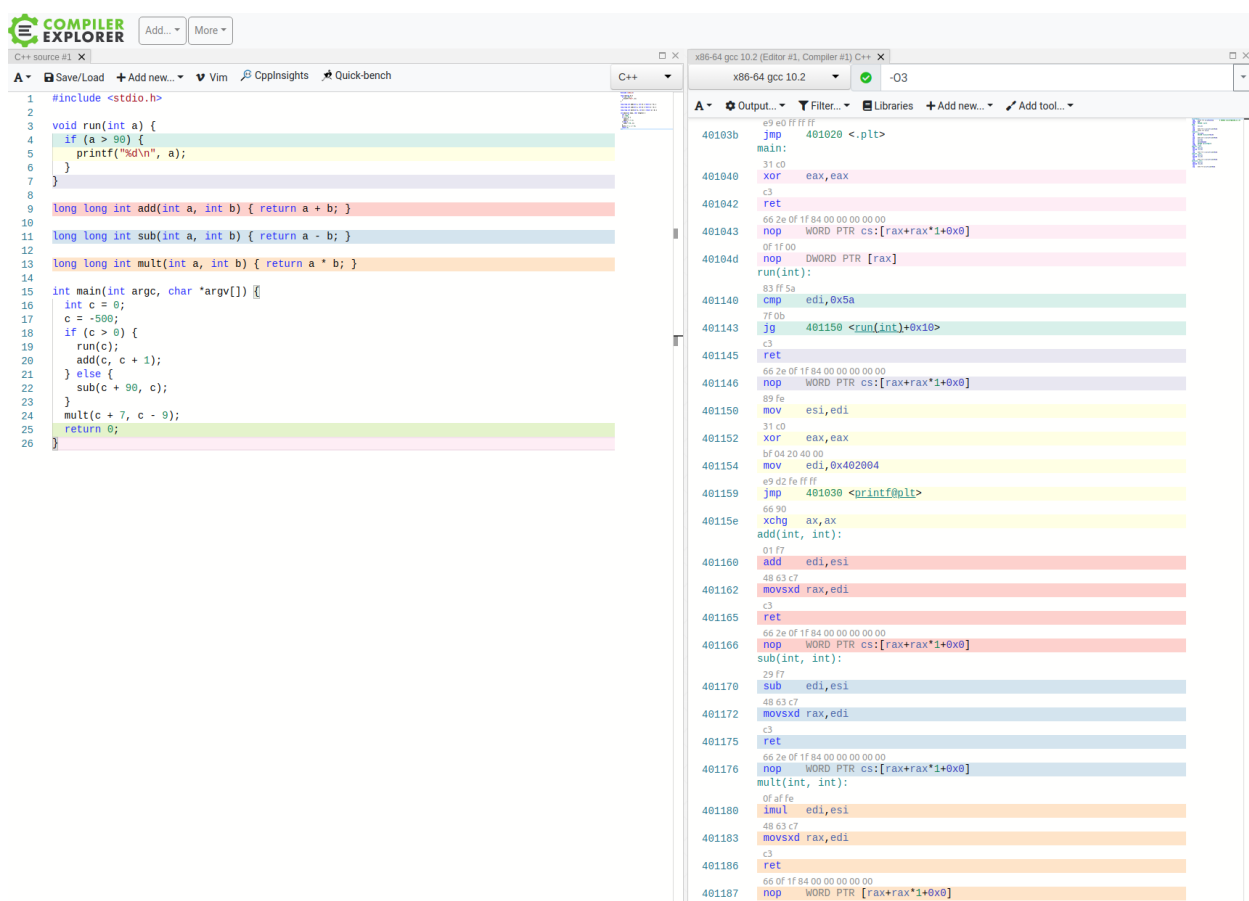 COMPILER
EXPLORER
Add... More
C++ source #1 X
A Save/Load + Add new... Vim CppInsights Quick-bench
C++
1 #include <stdio.h>
2
3 void run(int a) {
4 if (a > 90) {
5 printf("%d\n", a);
6 }
7 }
8
9 long long int add(int a, int b) { return a + b; }
10
11 long long int sub(int a, int b) { return a - b; }
12
13 long long int mult(int a, int b) { return a * b; }
14
15 int main(int argc, char *argv[]) {
16 int c = 0;
17 c = -500;
18 if (c > 0) {
19 run(c);
20 add(c, c + 1);
21 } else {
22 sub(c + 90, c);
23 }
24 mult(c + 7, c - 9);
25 return 0;
26 }
x86-64 gcc 10.2 (Editor #1, Compiler #1) C++ X
x86-64 gcc 10.2 -O3
A Output... Filter... Libraries + Add new... Add tool...
e9 e0 ff ff ff
40103b jmp 401020 <.plt>
main:
31 c0
401040 xor eax,eax
c3
401042 ret
66 2e 0f 1f 84 00 00 00 00 00
401043 nop WORD PTR cs:[rax+rax*1+0x0]
0f 1f 00
40104d nop DWORD PTR [rax]
run(int):
83 ff 5a
401140 cmp edi,0x5a
7f 0b
401143 jg 401150 <run(int)+0x10>
c3
401145 ret
66 2e 0f 1f 84 00 00 00 00 00
401146 nop WORD PTR cs:[rax+rax*1+0x0]
89 fe
401150 mov esi,edi
31 c0
401152 xor eax,eax
bf 04 20 40 00
401154 mov edi,0x402004
e9 d2 fe ff ff
401159 jmp 401030 <printf@plt>
66 90
40115e xchg ax,ax
add(int, int):
01 f7
401160 add edi,esi
48 63 c7
401162 movsxd rax,edi
c3
401165 ret
66 2e 0f 1f 84 00 00 00 00 00
401166 nop WORD PTR cs:[rax+rax*1+0x0]
sub(int, int):
29 f7
401170 sub edi,esi
48 63 c7
401172 movsxd rax,edi
c3
401175 ret
66 2e 0f 1f 84 00 00 00 00 00
401176 nop WORD PTR cs:[rax+rax*1+0x0]
mult(int, int):
0f af fe
401180 imul edi,esi
48 63 c7
401183 movsxd rax,edi
c3
401186 ret
66 0f 1f 84 00 00 00 00 00
401187 nop WORD PTR [rax+rax*1+0x0]